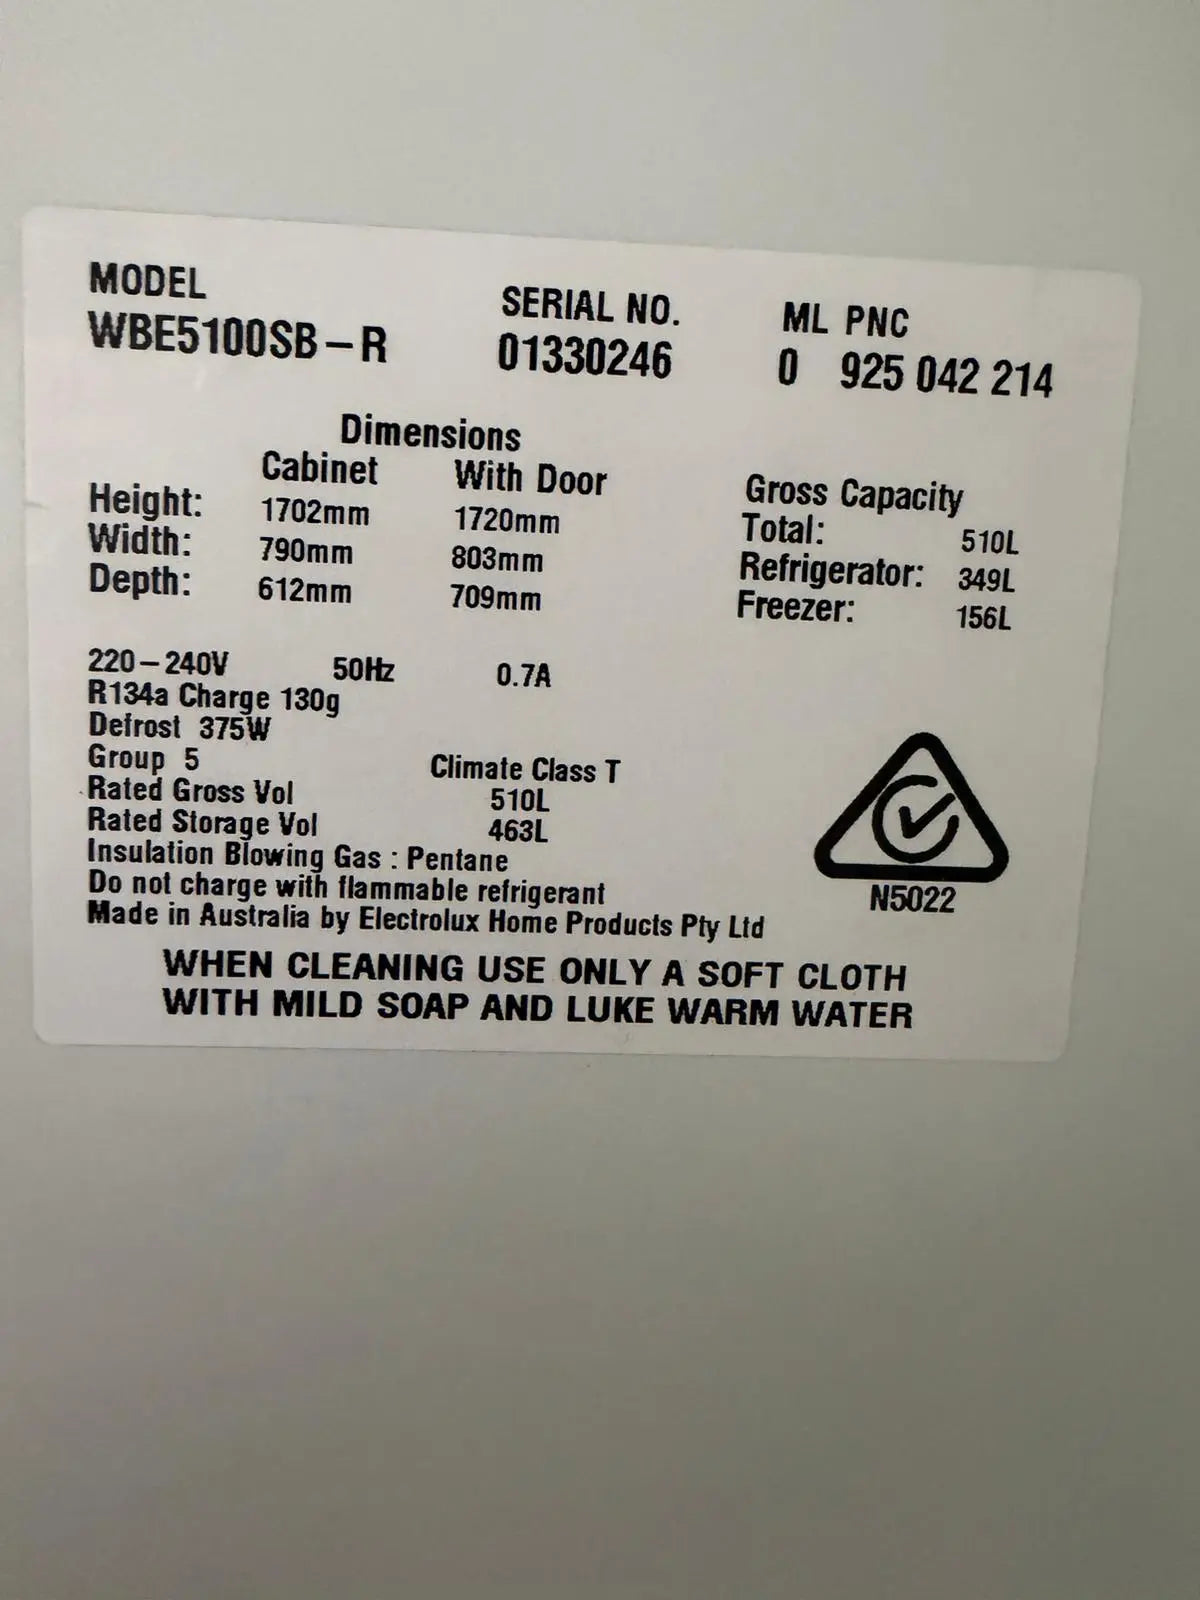 MODEL SERIAL NO. ML PNC
WBE5100SB-R 01330246 0 925 042 214
Dimensions
Cabinet With Door
Height: 1702mm 1720mm
Width: 790mm 803mm
Depth: 612mm 709mm
Gross Capacity
Total: 510L
Refrigerator: 349L
Freezer: 156L
220-240V 50Hz 0.7A
R134a Charge 130g
Defrost 375W
Group 5 Climate Class T
Rated Gross Vol 510L
Rated Storage Vol 463L
Insulation Blowing Gas : Pentane
Do not charge with flammable refrigerant
Made in Australia by Electrolux Home Products Pty Ltd
N5022
WHEN CLEANING USE ONLY A SOFT CLOTH
WITH MILD SOAP AND LUKE WARM WATER